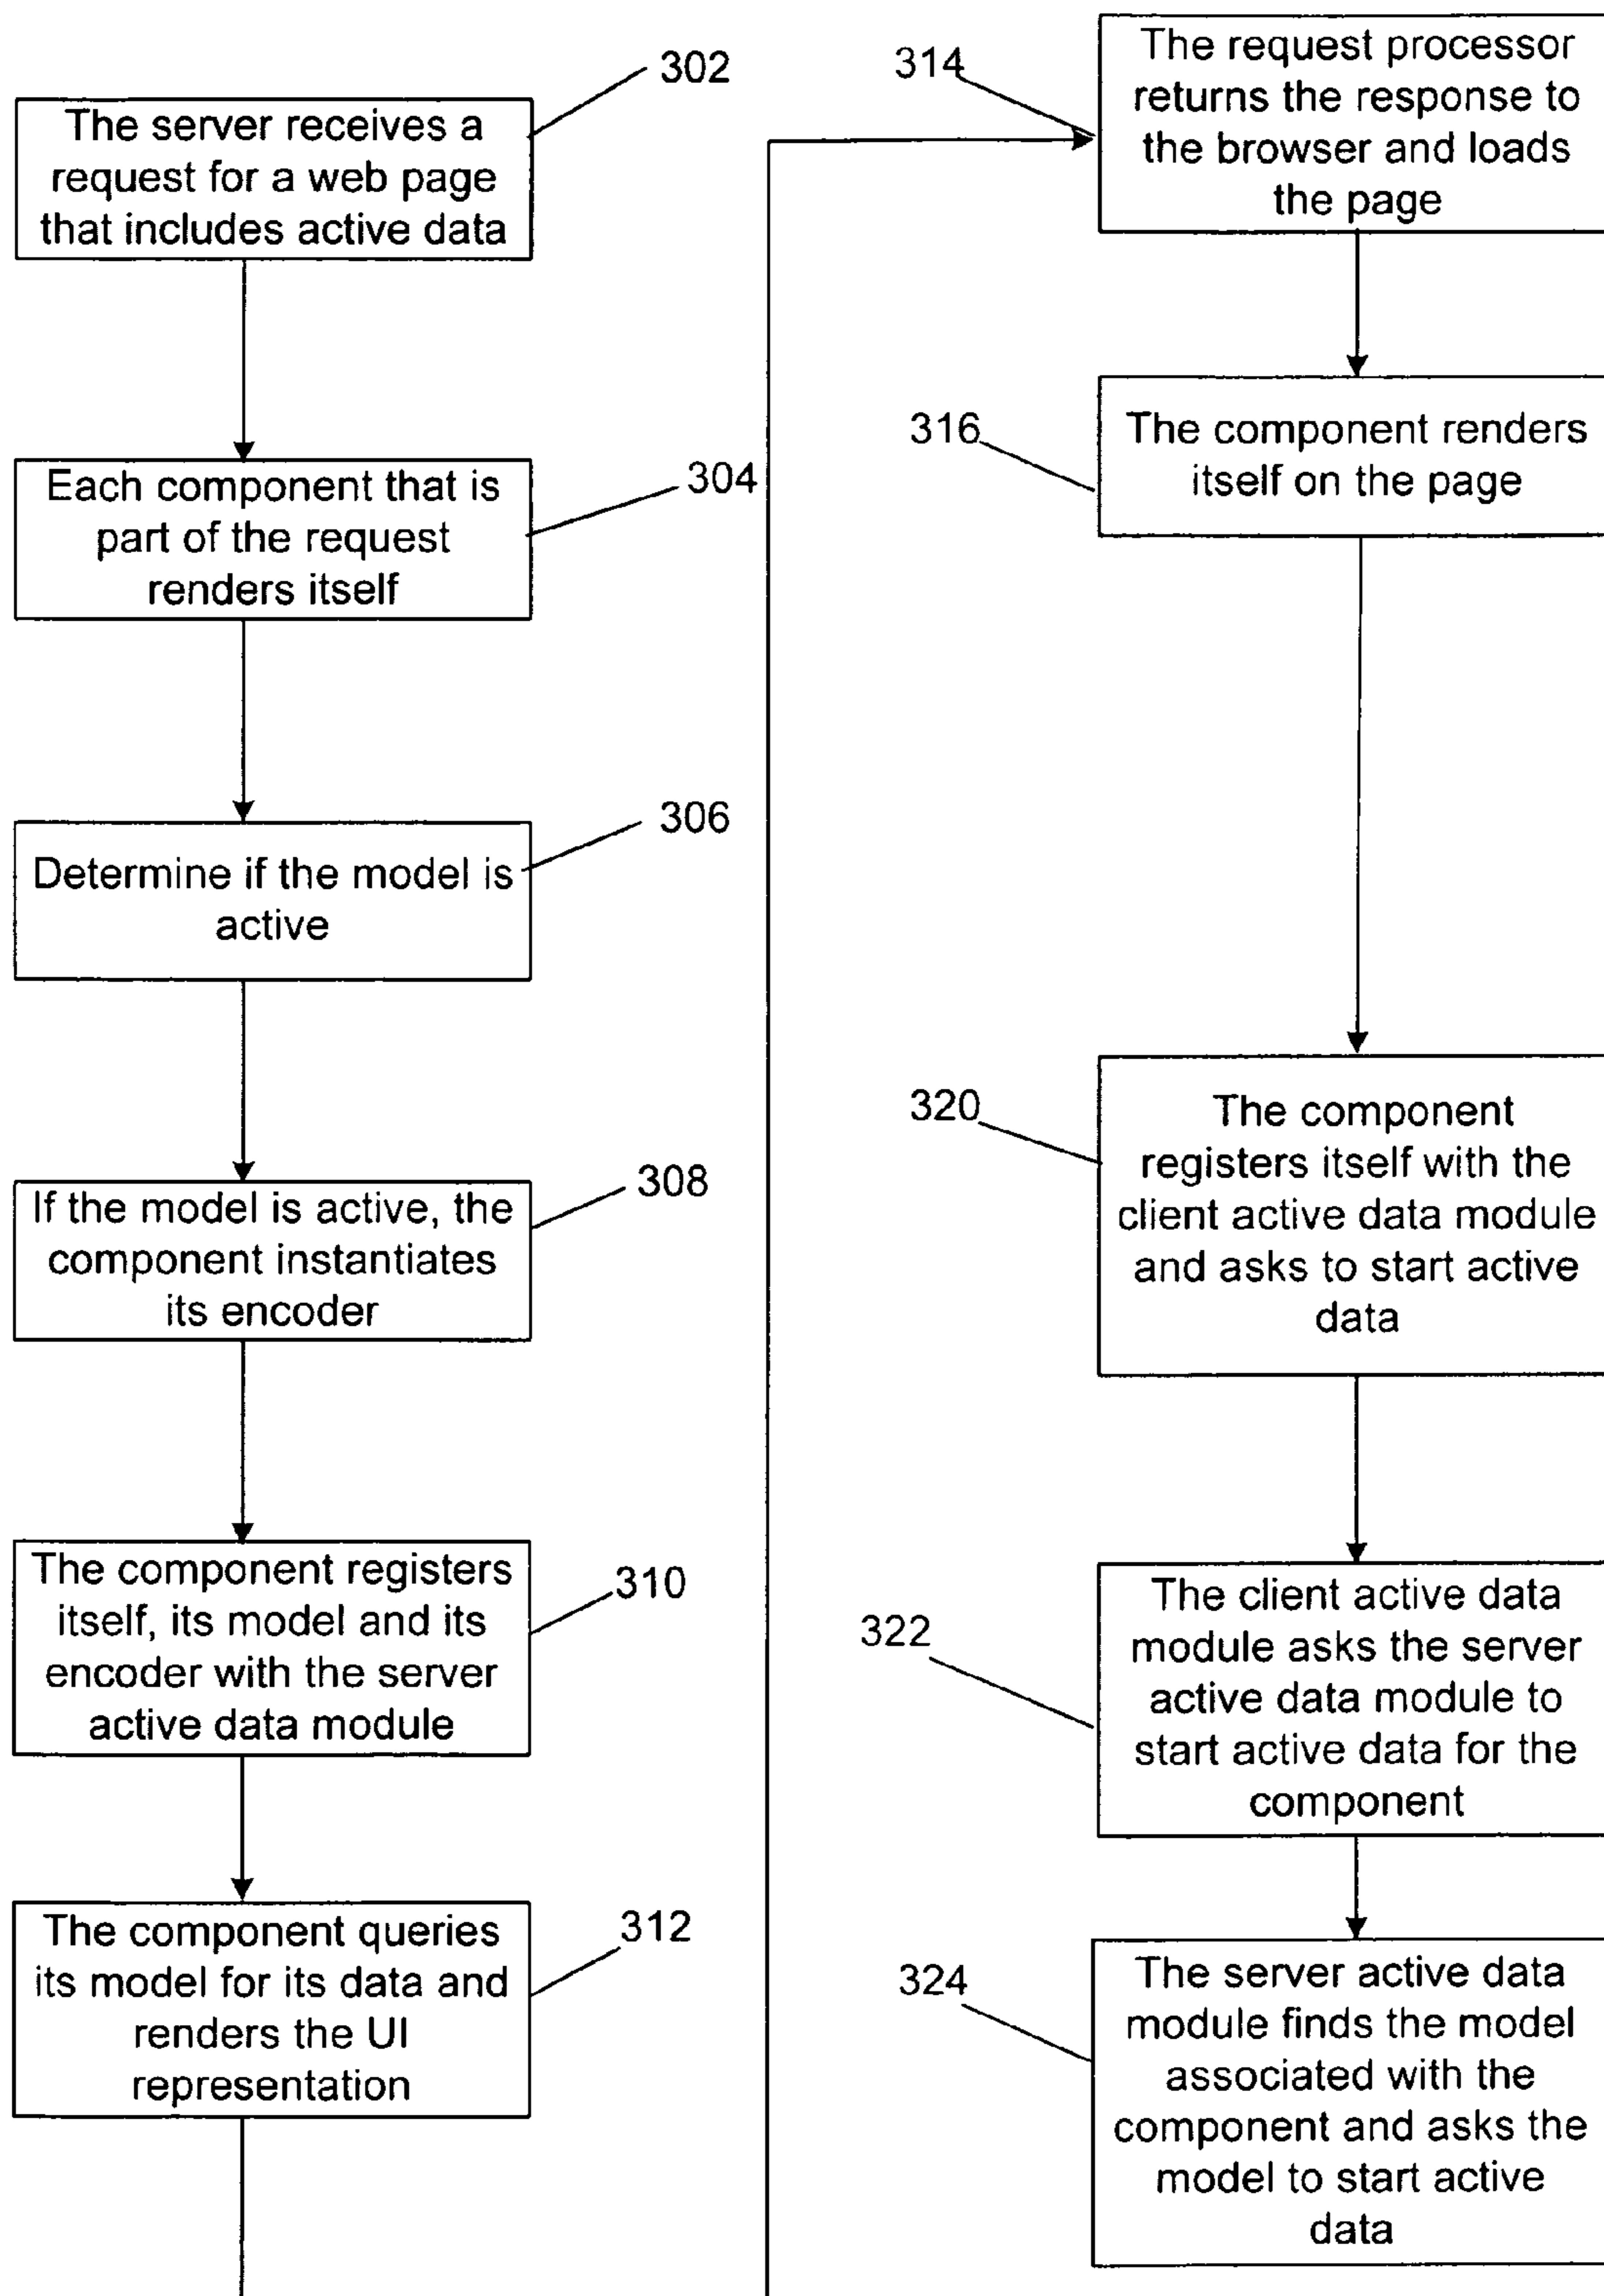 302
The server receives a
request for a web page
that includes active data
304
Each component that is
part of the request
renders itself
306
Determine if the model is
active
308
If the model is active, the
component instantiates
its encoder
310
The component registers
itself, its model and its
encoder with the server
active data module
312
The component queries
its model for its data and
renders the UI
representation
314
The request processor
returns the response to
the browser and loads
the page
316
The component renders
itself on the page
320
The component
registers itself with the
client active data module
and asks to start active
data
322
The client active data
module asks the server
active data module to
start active data for the
component
324
The server active data
module finds the model
associated with the
component and asks the
model to start active
data